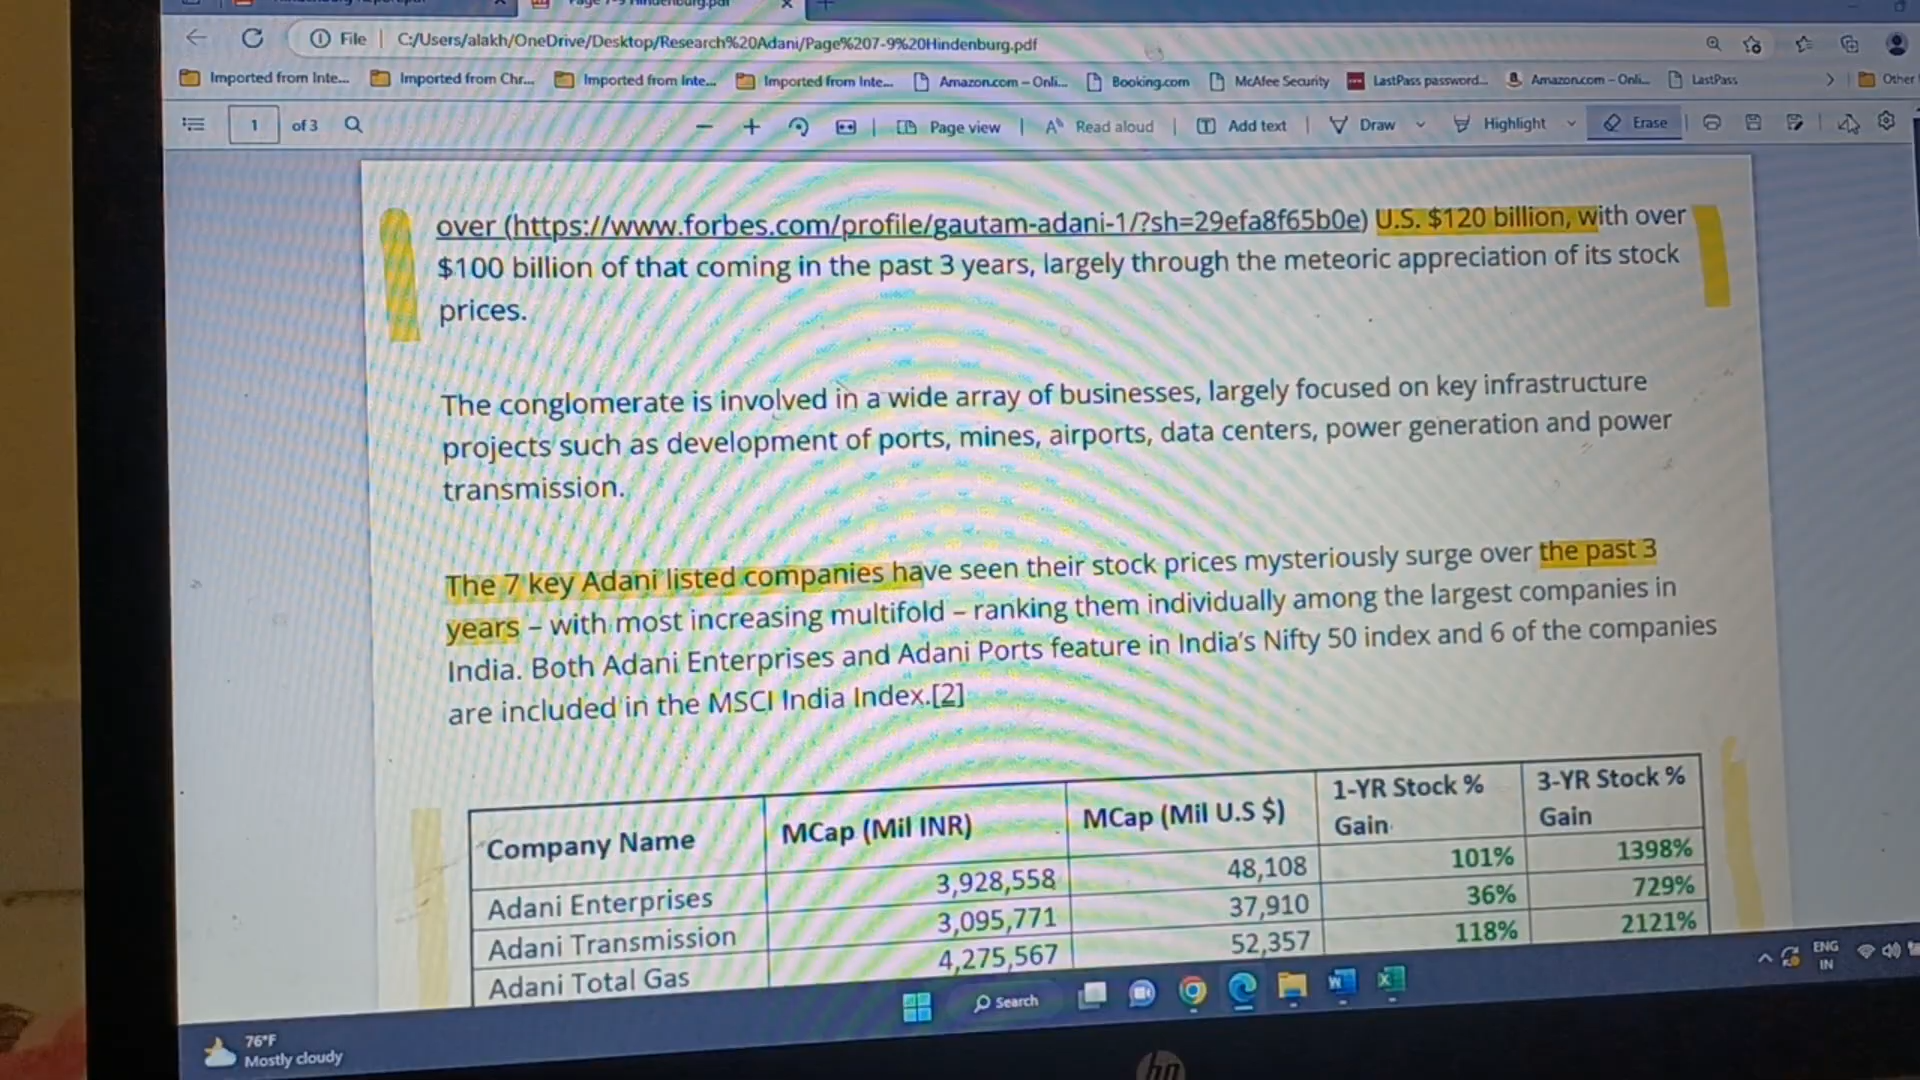 File | C:/Users/alakh/OneDrive/Desktop/Research%20Adani/Page%207-9%20Hindenburg.pdf
Imported from Inte... Imported from Chr... Imported from Inte... Imported from Inte... Amazon.com – Onli... Booking.com McAfee Security LastPass password... Amazon.com – Onli... LastPass Other
1 of 3 Page view Read aloud Add text Draw Highlight Erase
over (https://www.forbes.com/profile/gautam-adani-1/?sh=29efa8f65b0e) U.S. $120 billion, with over
$100 billion of that coming in the past 3 years, largely through the meteoric appreciation of its stock
prices.
The conglomerate is involved in a wide array of businesses, largely focused on key infrastructure
projects such as development of ports, mines, airports, data centers, power generation and power
transmission.
The 7 key Adani listed companies have seen their stock prices mysteriously surge over the past 3
years – with most increasing multifold – ranking them individually among the largest companies in
India. Both Adani Enterprises and Adani Ports feature in India's Nifty 50 index and 6 of the companies
are included in the MSCI India Index.[2]
Company Name MCap (Mil INR) MCap (Mil U.S $) 1-YR Stock % Gain 3-YR Stock % Gain
Adani Enterprises 3,928,558 48,108 101% 1398%
Adani Transmission 3,095,771 37,910 36% 729%
Adani Total Gas 4,275,567 52,357 118% 2121%
Search
ENG
IN
76°F
Mostly cloudy
hp